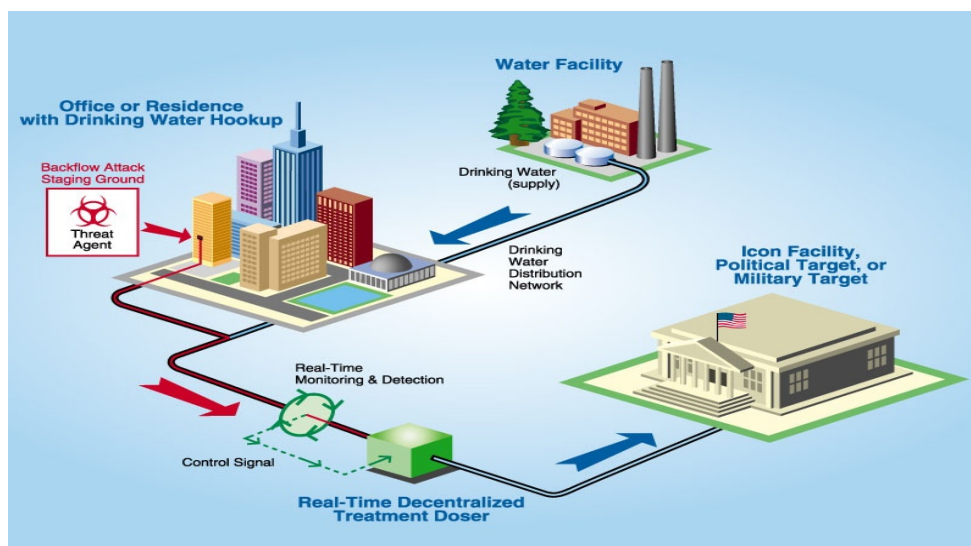 Water Facility
Office or Residence
with Drinking Water Hookup
Backflow Attack
Staging Ground
Threat
Agent
Drinking Water
(supply)
Drinking
Water
Distribution
Network
Icon Facility,
Political Target, or
Military Target
Real-Time
Monitoring & Detection
Control Signal
Real-Time Decentralized
Treatment Doser